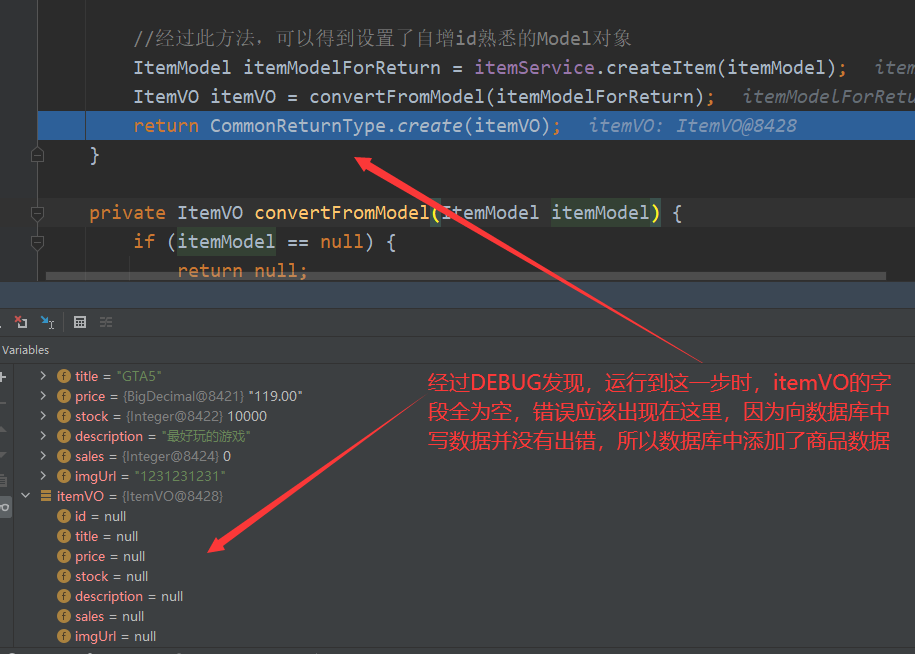 //经过此方法，可以得到设置了自增id熟悉的Model对象
ItemModel itemModelForReturn = itemService.createItem(itemModel);  item
ItemVO itemVO = convertFromModel(itemModelForReturn);  itemModelForRetu
return CommonReturnType.create(itemVO);  itemVO: ItemVO@8428
}
private ItemVO convertFromModel(ItemModel itemModel) {
if (itemModel == null) {
return null;
Variables
title = "GTA5"
price = {BigDecimal@8421} "119.00"
stock = {Integer@8422} 10000
description = "最好玩的游戏"
sales = {Integer@8424} 0
imgUrl = "1231231231"
itemVO = {ItemVO@8428}
id = null
title = null
price = null
stock = null
description = null
sales = null
imgUrl = null
经过DEBUG发现，运行到这一步时，itemVO的字
段全为空，错误应该出现在这里，因为向数据库中
写数据并没有出错，所以数据库中添加了商品数据